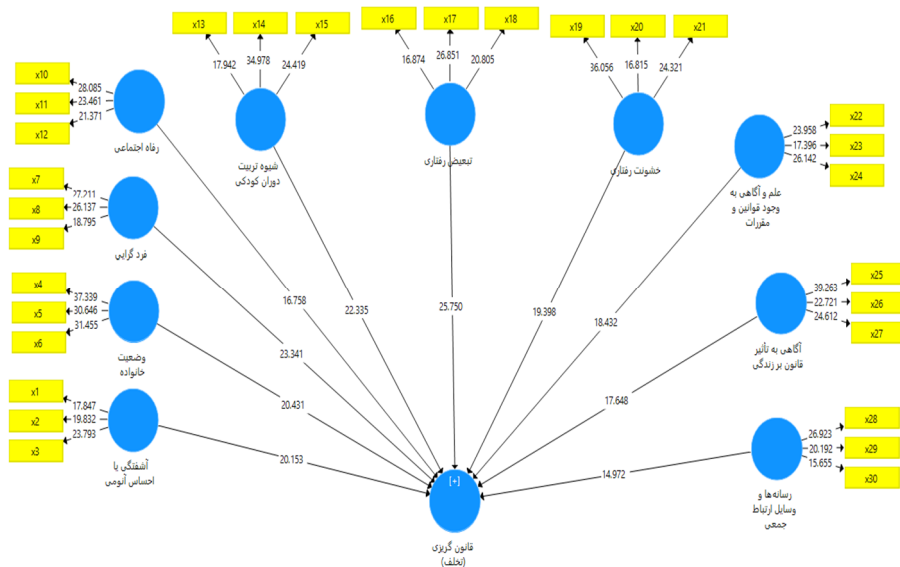 x13
x14
x15
17.942
34.978
24.419
شیوه تربیت
دوران کودکی
x16
x17
x18
16.874
26.851
20.805
تبعیض رفتاری
x19
x20
x21
36.056
16.815
24.321
خشونت رفتاری
x10
x11
x12
28.085
23.461
21.371
رفاه اجتماعی
x22
x23
x24
23.958
17.396
26.142
علم و آگاهی به
وجود قوانین و
مقررات
x7
x8
x9
27.211
26.137
18.795
فرد گرایی
x4
x5
x6
37.339
30.646
31.455
وضعیت
خانواده
x25
x26
x27
39.263
22.721
24.612
آگاهی به تأثیر
قانون بر زندگی
x1
x2
x3
17.847
19.832
23.793
آشفتگی یا
احساس آنومی
x28
x29
x30
26.923
20.192
15.655
رسانه‌ها و
وسایل ارتباط
جمعی
16.758
22.335
25.750
19.398
18.432
23.341
20.431
17.648
20.153
14.972
[+]
قانون گریزی
(تخلف)